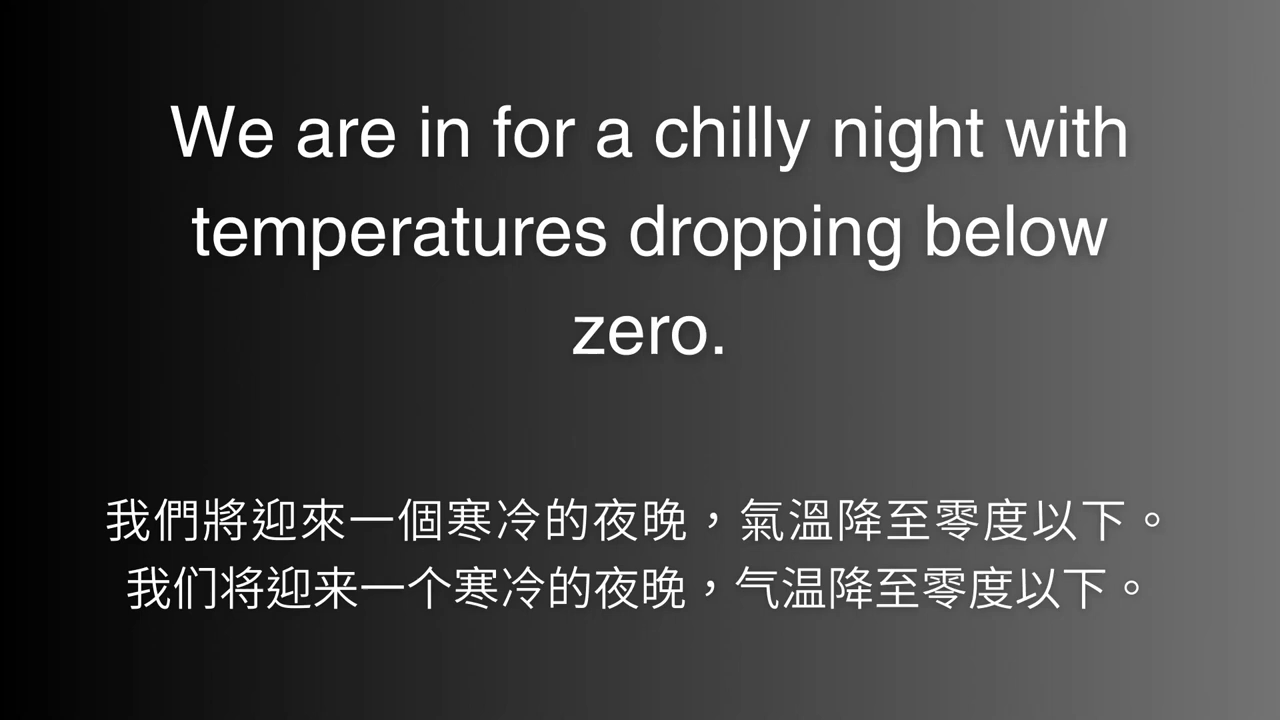 We are in for a chilly night with
temperatures dropping below
zero.
我們將迎來一個寒冷的夜晚，氣溫降至零度以下。
我们将迎来一个寒冷的夜晚，气温降至零度以下。